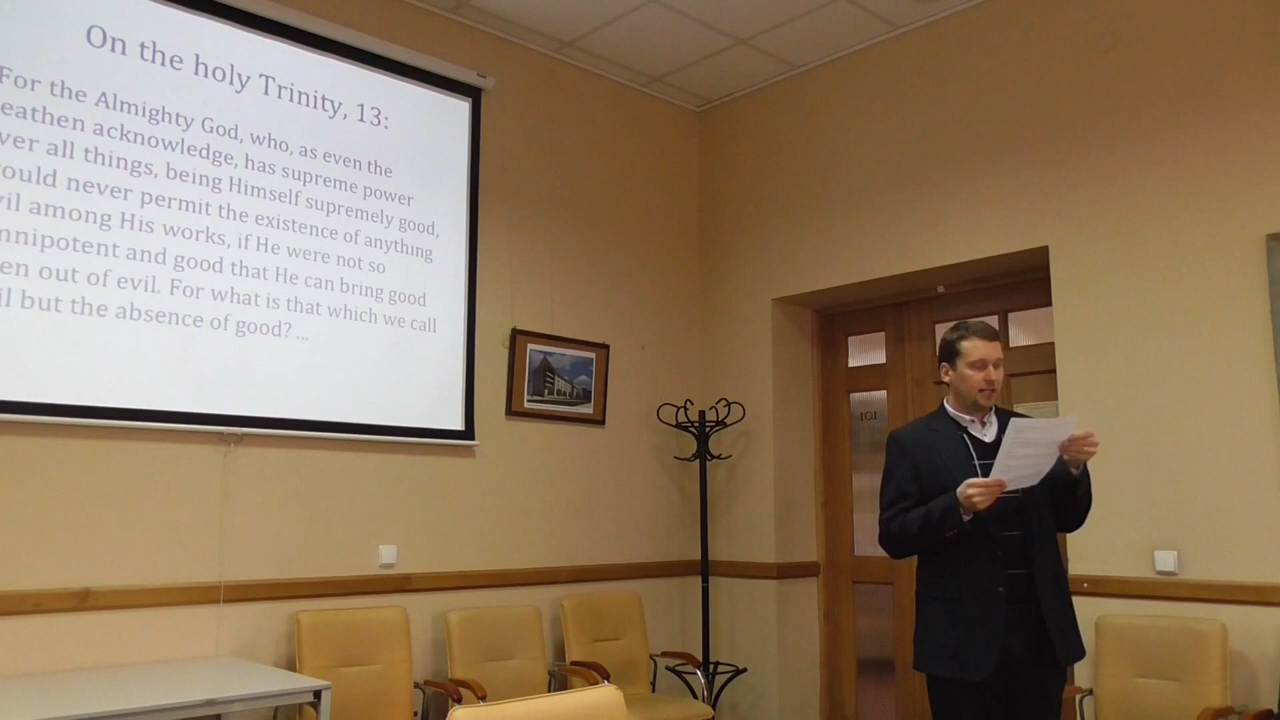 On the holy Trinity, 13:
For the Almighty God, who, as even the
eathen acknowledge, has supreme power
ver all things, being Himself supremely good,
ould never permit the existence of anything
vil among His works, if He were not so
nnipotent and good that He can bring good
en out of evil. For what is that which we call
il but the absence of good? ...
101